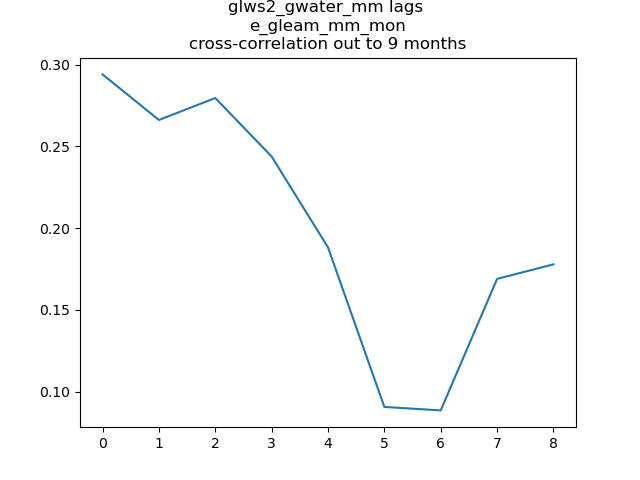 glws2_gwater_mm lags
e_gleam_mm_mon
cross-correlation out to 9 months
0.30
0.25
0.20
0.15
0.10
0 1 2 3 4 5 6 7 8